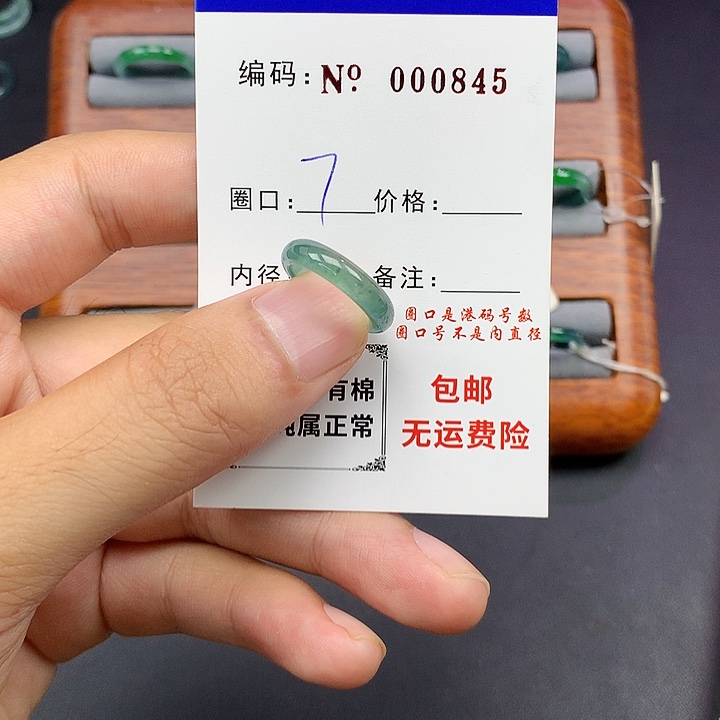 编码: Nº 000845
圈口: 7 价格:
内径 备注:
圈口是港码号数
圈口号不是内直径
有棉
属正常
包邮
无运费险